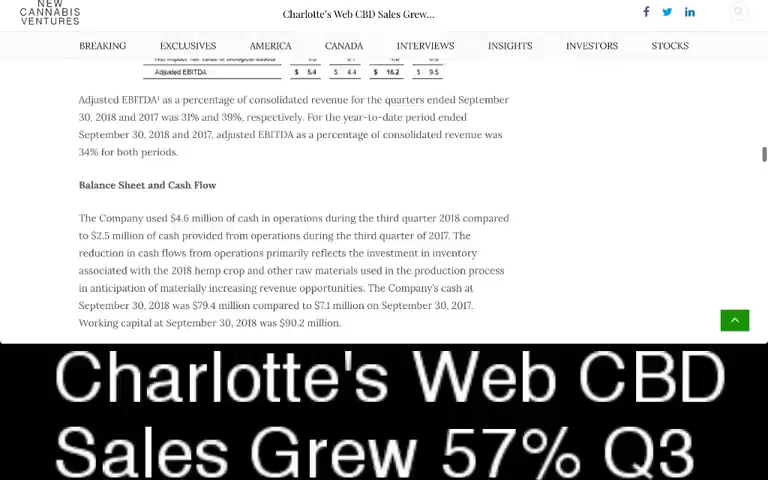 NEW
CANNABIS
VENTURES
Charlotte's Web CBD Sales Grew...
BREAKING EXCLUSIVES AMERICA CANADA INTERVIEWS INSIGHTS INVESTORS STOCKS
Adjusted EBITDA $ 5.4 $ 4.4 $ 16.2 $ 9.5
Adjusted EBITDA¹ as a percentage of consolidated revenue for the quarters ended September
30, 2018 and 2017 was 31% and 39%, respectively. For the year-to-date period ended
September 30, 2018 and 2017, adjusted EBITDA as a percentage of consolidated revenue was
34% for both periods.
Balance Sheet and Cash Flow
The Company used $4.6 million of cash in operations during the third quarter 2018 compared
to $2.5 million of cash provided from operations during the third quarter of 2017. The
reduction in cash flows from operations primarily reflects the investment in inventory
associated with the 2018 hemp crop and other raw materials used in the production process
in anticipation of materially increasing revenue opportunities. The Company's cash at
September 30, 2018 was $79.4 million compared to $7.1 million on September 30, 2017.
Working capital at September 30, 2018 was $90.2 million.
Charlotte's Web CBD
Sales Grew 57% Q3